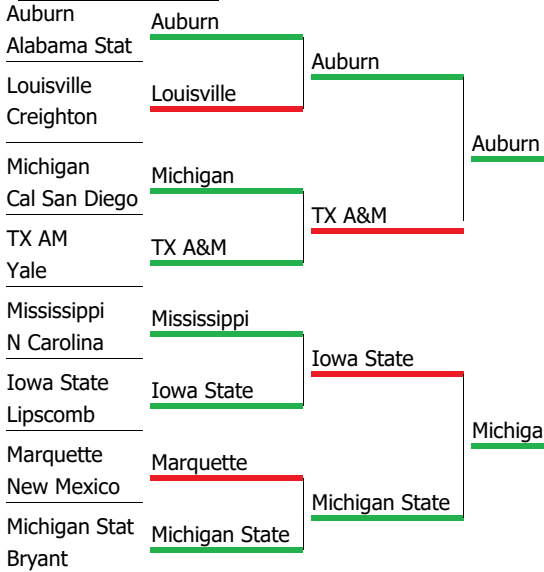 Auburn
Alabama Stat
Louisville
Creighton
Michigan
Cal San Diego
TX AM
Yale
Mississippi
N Carolina
Iowa State
Lipscomb
Marquette
New Mexico
Michigan Stat
Bryant
Auburn
Louisville
Michigan
TX A&M
Mississippi
Iowa State
Marquette
Michigan State
Auburn
TX A&M
Iowa State
Michigan State
Auburn
Michiga